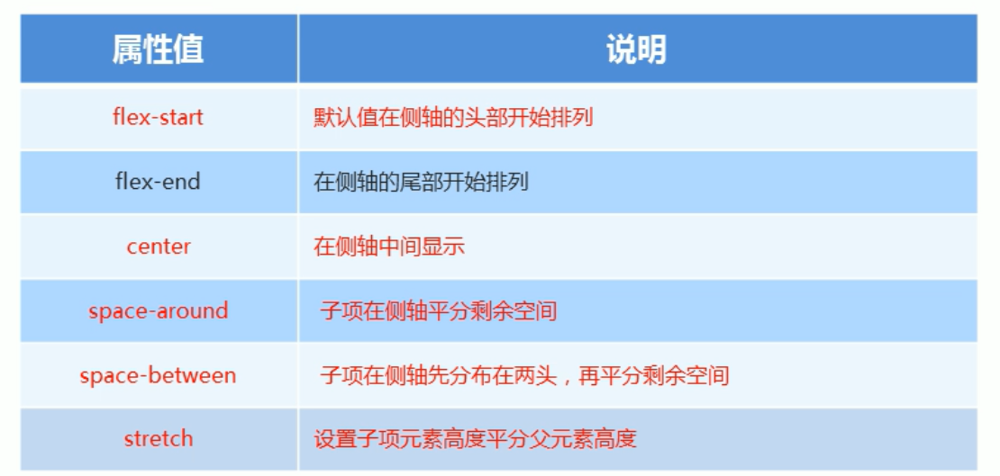 属性值 说明
flex-start 默认值在侧轴的头部开始排列
flex-end 在侧轴的尾部开始排列
center 在侧轴中间显示
space-around 子项在侧轴平分剩余空间
space-between 子项在侧轴先分布在两头，再平分剩余空间
stretch 设置子项元素高度平分父元素高度